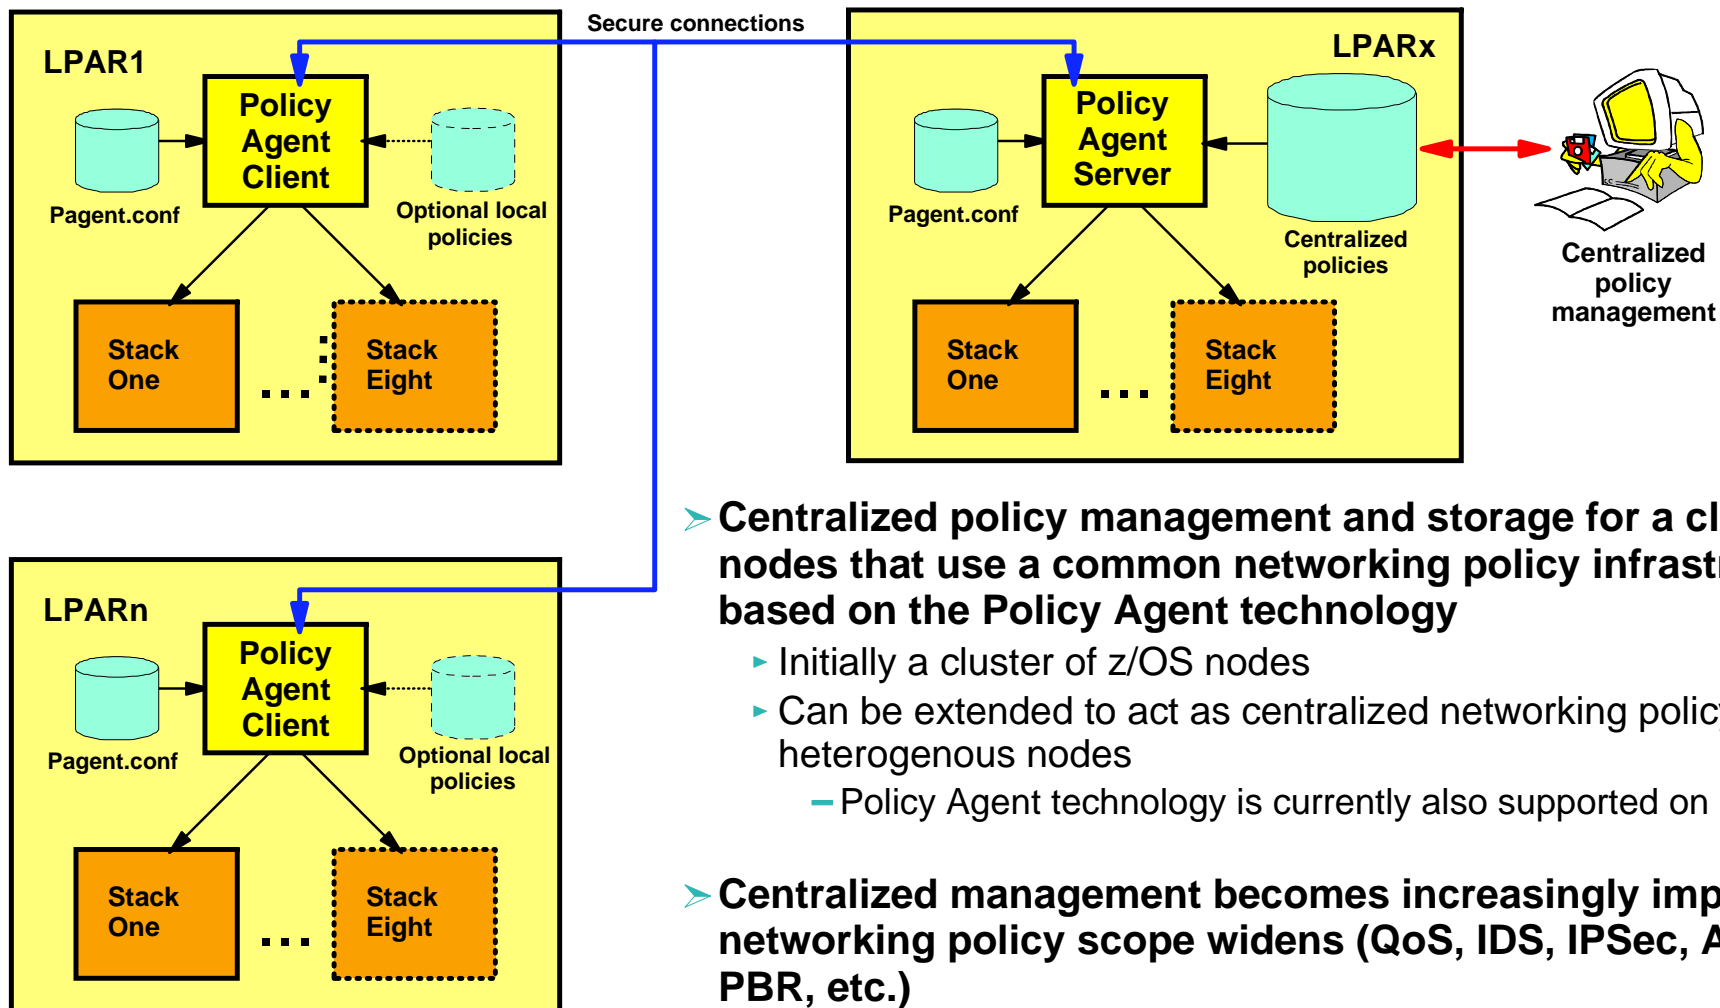 Secure connections
LPAR1
Policy
Agent
Client
Pagent.conf
Optional local
policies
Stack
One
...
Stack
Eight
LPARx
Policy
Agent
Server
Pagent.conf
Centralized
policies
Stack
One
...
Stack
Eight
Centralized
policy
management
LPARn
Policy
Agent
Client
Pagent.conf
Optional local
policies
Stack
One
...
Stack
Eight
➢ Centralized policy management and storage for a
nodes that use a common networking policy
based on the Policy Agent technology
► Initially a cluster of z/OS nodes
► Can be extended to act as centralized networking policy
heterogenous nodes
– Policy Agent technology is currently also supported on
➢ Centralized management becomes increasingly
networking policy scope widens (QoS, IDS, IPSec,
PBR, etc.)